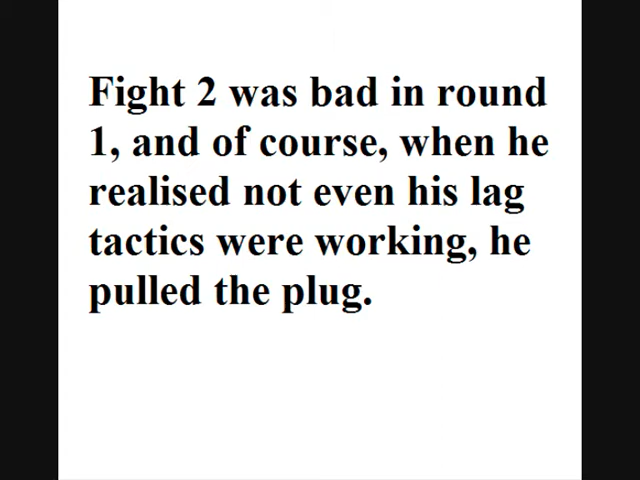 Fight 2 was bad in round
1, and of course, when he
realised not even his lag
tactics were working, he
pulled the plug.